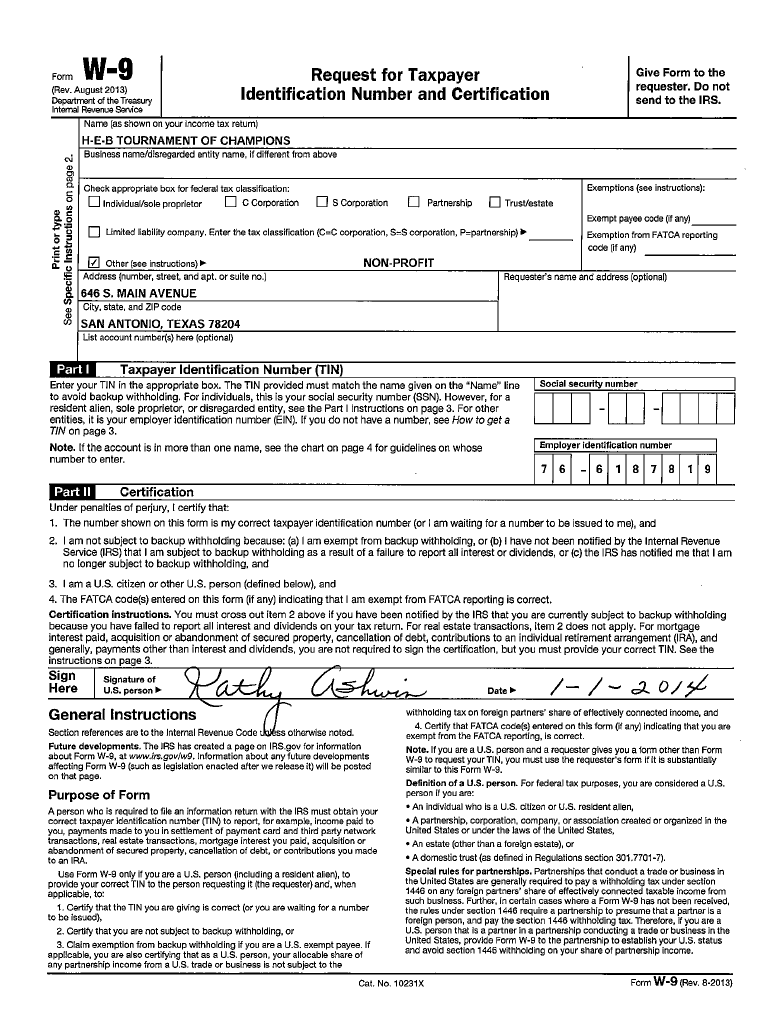 Form W-9
(Rev. August 2013)
Department of the Treasury
Internal Revenue Service
Request for Taxpayer
Identification Number and Certification
Give Form to the
requester. Do not
send to the IRS.
Print or type
See Specific Instructions on page 2.
Name (as shown on your income tax return)
H-E-B TOURNAMENT OF CHAMPIONS
Business name/disregarded entity name, if different from above
Check appropriate box for federal tax classification:
Individual/sole proprietor C Corporation S Corporation Partnership Trust/estate
Limited liability company. Enter the tax classification (C=C corporation, S=S corporation, P=partnership) ▶
✓ Other (see instructions) ▶ NON-PROFIT
Exemptions (see instructions):
Exempt payee code (if any)
Exemption from FATCA reporting
code (if any)
Address (number, street, and apt. or suite no.)
646 S. MAIN AVENUE
Requester's name and address (optional)
City, state, and ZIP code
SAN ANTONIO, TEXAS 78204
List account number(s) here (optional)
Part I Taxpayer Identification Number (TIN)
Enter your TIN in the appropriate box. The TIN provided must match the name given on the "Name" line
to avoid backup withholding. For individuals, this is your social security number (SSN). However, for a
resident alien, sole proprietor, or disregarded entity, see the Part I instructions on page 3. For other
entities, it is your employer identification number (EIN). If you do not have a number, see How to get a
TIN on page 3.
Note. If the account is in more than one name, see the chart on page 4 for guidelines on whose
number to enter.
Social security number
– –
Employer identification number
7 6 – 6 1 8 7 8 1 9
Part II Certification
Under penalties of perjury, I certify that:
1. The number shown on this form is my correct taxpayer identification number (or I am waiting for a number to be issued to me), and
2. I am not subject to backup withholding because: (a) I am exempt from backup withholding, or (b) I have not been notified by the Internal Revenue
Service (IRS) that I am subject to backup withholding as a result of a failure to report all interest or dividends, or (c) the IRS has notified me that I am
no longer subject to backup withholding, and
3. I am a U.S. citizen or other U.S. person (defined below), and
4. The FATCA code(s) entered on this form (if any) indicating that I am exempt from FATCA reporting is correct.
Certification instructions. You must cross out item 2 above if you have been notified by the IRS that you are currently subject to backup withholding
because you have failed to report all interest and dividends on your tax return. For real estate transactions, item 2 does not apply. For mortgage
interest paid, acquisition or abandonment of secured property, cancellation of debt, contributions to an individual retirement arrangement (IRA), and
generally, payments other than interest and dividends, you are not required to sign the certification, but you must provide your correct TIN. See the
instructions on page 3.
Sign
Here
Signature of
U.S. person ▶ Kathy Ashwin Date ▶ 1-1-2014
General Instructions
Section references are to the Internal Revenue Code unless otherwise noted.
Future developments. The IRS has created a page on IRS.gov for information
about Form W-9, at www.irs.gov/w9. Information about any future developments
affecting Form W-9 (such as legislation enacted after we release it) will be posted
on that page.
Purpose of Form
A person who is required to file an information return with the IRS must obtain your
correct taxpayer identification number (TIN) to report, for example, income paid to
you, payments made to you in settlement of payment card and third party network
transactions, real estate transactions, mortgage interest you paid, acquisition or
abandonment of secured property, cancellation of debt, or contributions you made
to an IRA.
Use Form W-9 only if you are a U.S. person (including a resident alien), to
provide your correct TIN to the person requesting it (the requester) and, when
applicable, to:
1. Certify that the TIN you are giving is correct (or you are waiting for a number
to be issued),
2. Certify that you are not subject to backup withholding, or
3. Claim exemption from backup withholding if you are a U.S. exempt payee. If
applicable, you are also certifying that as a U.S. person, your allocable share of
any partnership income from a U.S. trade or business is not subject to the
withholding tax on foreign partners' share of effectively connected income, and
4. Certify that FATCA code(s) entered on this form (if any) indicating that you are
exempt from the FATCA reporting, is correct.
Note. If you are a U.S. person and a requester gives you a form other than Form
W-9 to request your TIN, you must use the requester's form if it is substantially
similar to this Form W-9.
Definition of a U.S. person. For federal tax purposes, you are considered a U.S.
person if you are:
• An individual who is a U.S. citizen or U.S. resident alien,
• A partnership, corporation, company, or association created or organized in the
United States or under the laws of the United States,
• An estate (other than a foreign estate), or
• A domestic trust (as defined in Regulations section 301.7701-7).
Special rules for partnerships. Partnerships that conduct a trade or business in
the United States are generally required to pay a withholding tax under section
1446 on any foreign partners' share of effectively connected taxable income from
such business. Further, in certain cases where a Form W-9 has not been received,
the rules under section 1446 require a partnership to presume that a partner is a
foreign person, and pay the section 1446 withholding tax. Therefore, if you are a
U.S. person that is a partner in a partnership conducting a trade or business in the
United States, provide Form W-9 to the partnership to establish your U.S. status
and avoid section 1446 withholding on your share of partnership income.
Cat. No. 10231X
Form W-9 (Rev. 8-2013)